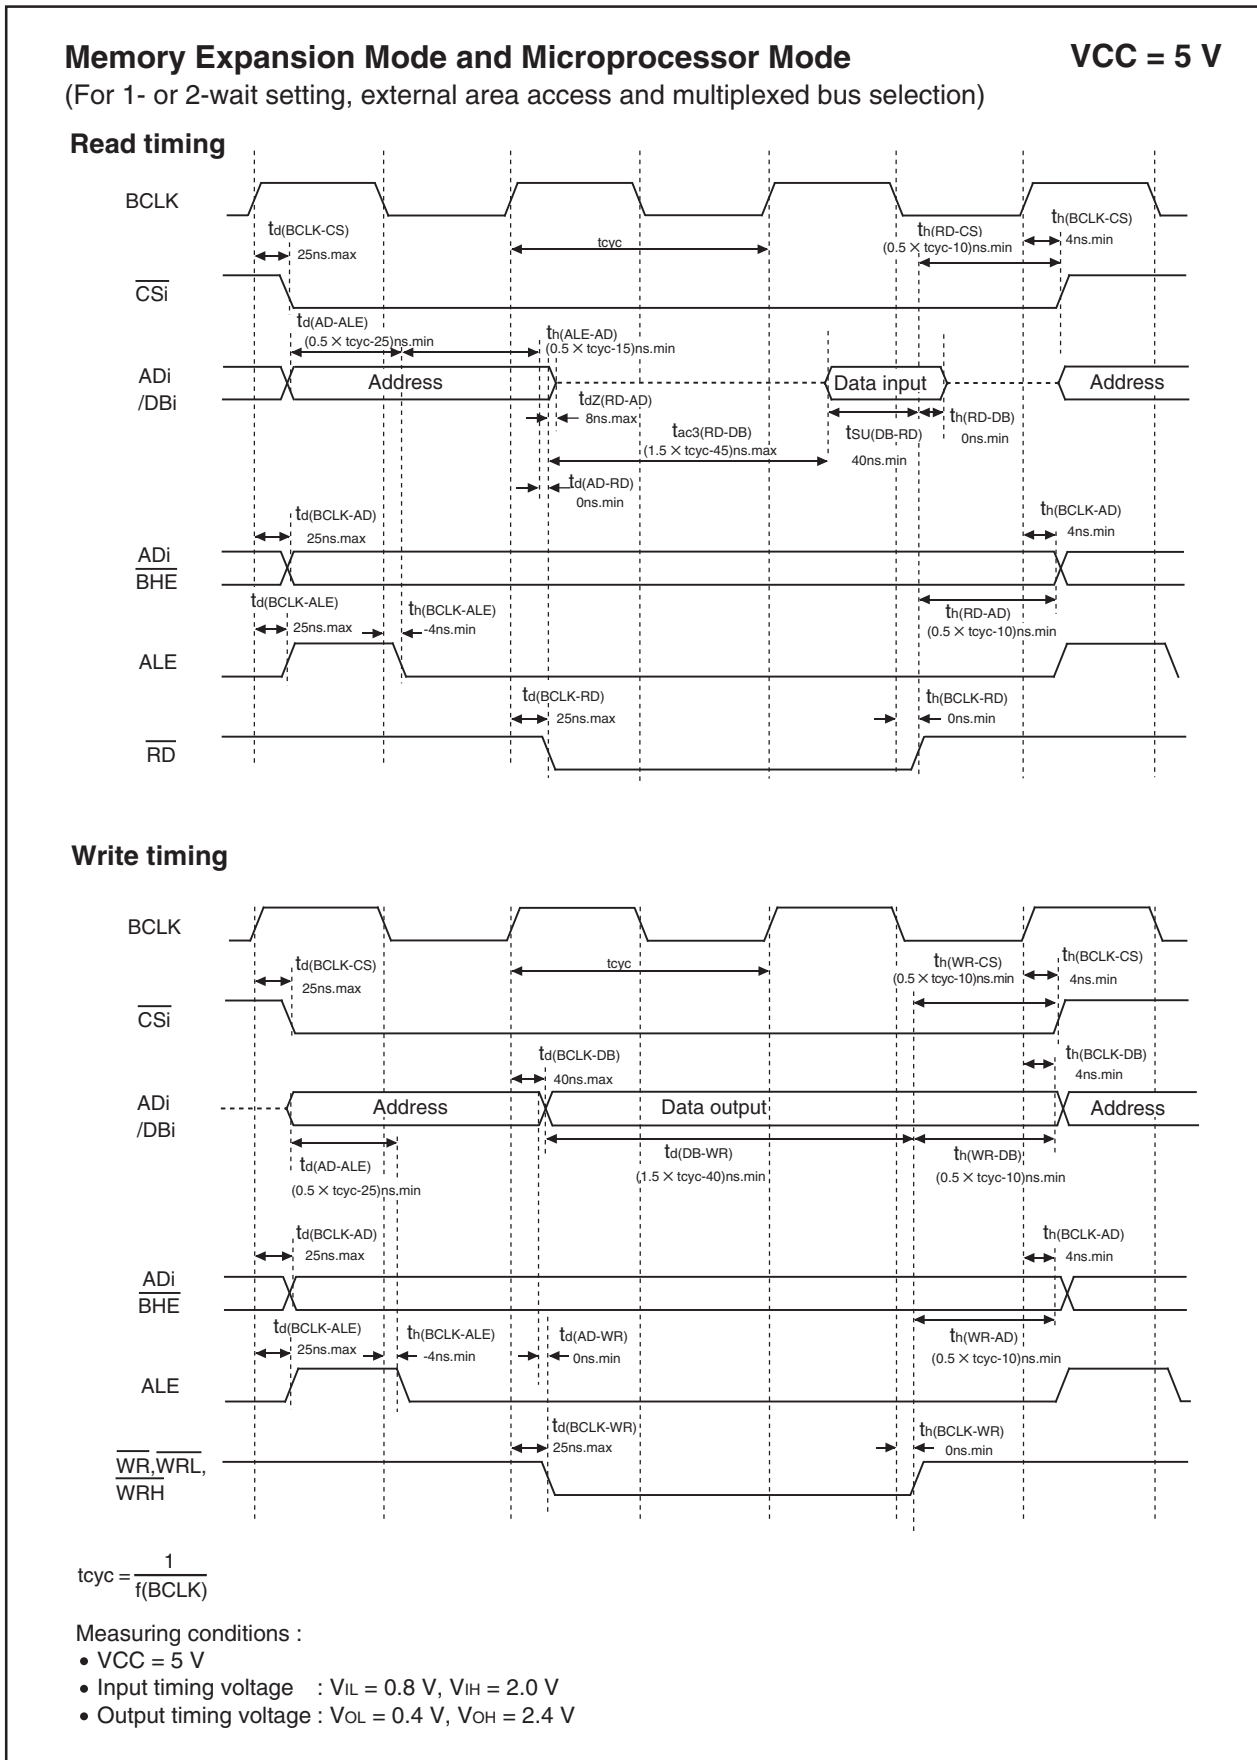 Memory Expansion Mode and Microprocessor Mode VCC = 5 V
(For 1- or 2-wait setting, external area access and multiplexed bus selection)
Read timing
BCLK
td(BCLK-CS)
25ns.max
tcyc
th(RD-CS)
(0.5 × tcyc-10)ns.min
th(BCLK-CS)
4ns.min
CSi
td(AD-ALE)
(0.5 × tcyc-25)ns.min
th(ALE-AD)
(0.5 × tcyc-15)ns.min
ADi
/DBi
Address
Data input
Address
tdZ(RD-AD)
8ns.max
tac3(RD-DB)
(1.5 × tcyc-45)ns.max
tSU(DB-RD)
40ns.min
th(RD-DB)
0ns.min
td(AD-RD)
0ns.min
td(BCLK-AD)
25ns.max
th(BCLK-AD)
4ns.min
ADi
BHE
td(BCLK-ALE)
25ns.max
th(BCLK-ALE)
-4ns.min
th(RD-AD)
(0.5 × tcyc-10)ns.min
ALE
td(BCLK-RD)
25ns.max
th(BCLK-RD)
0ns.min
RD
Write timing
BCLK
td(BCLK-CS)
25ns.max
tcyc
th(WR-CS)
(0.5 × tcyc-10)ns.min
th(BCLK-CS)
4ns.min
CSi
td(BCLK-DB)
40ns.max
th(BCLK-DB)
4ns.min
ADi
/DBi
Address
Data output
Address
td(AD-ALE)
(0.5 × tcyc-25)ns.min
td(DB-WR)
(1.5 × tcyc-40)ns.min
th(WR-DB)
(0.5 × tcyc-10)ns.min
td(BCLK-AD)
25ns.max
th(BCLK-AD)
4ns.min
ADi
BHE
td(BCLK-ALE)
25ns.max
th(BCLK-ALE)
-4ns.min
td(AD-WR)
0ns.min
th(WR-AD)
(0.5 × tcyc-10)ns.min
ALE
td(BCLK-WR)
25ns.max
th(BCLK-WR)
0ns.min
WR,WRL,
WRH
tcyc = 1
f(BCLK)
Measuring conditions :
• VCC = 5 V
• Input timing voltage : VIL = 0.8 V, VIH = 2.0 V
• Output timing voltage : VOL = 0.4 V, VOH = 2.4 V